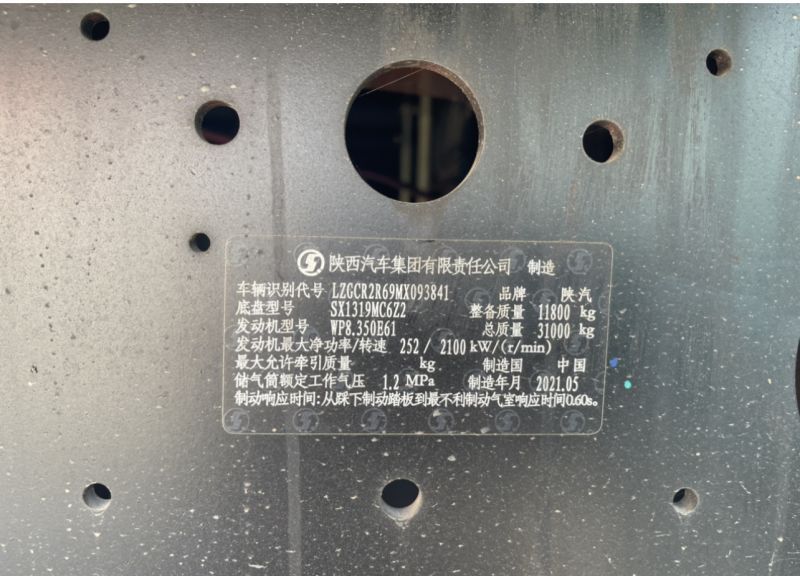 陕西汽车集团有限责任公司 制造
车辆识别代号 LZGCR2R69MX093841 品牌 陕汽
底盘型号 SX1319MC6Z2 整备质量 11800 kg
发动机型号 WP8.350E61 总质量 31000 kg
发动机最大净功率/转速 252 / 2100 kW/(r/min)
最大允许牵引质量 kg 制造国 中国
储气筒额定工作气压 1.2 MPa 制造年月 2021.05
制动响应时间:从踩下制动踏板到最不利制动气室响应时间0.60s。